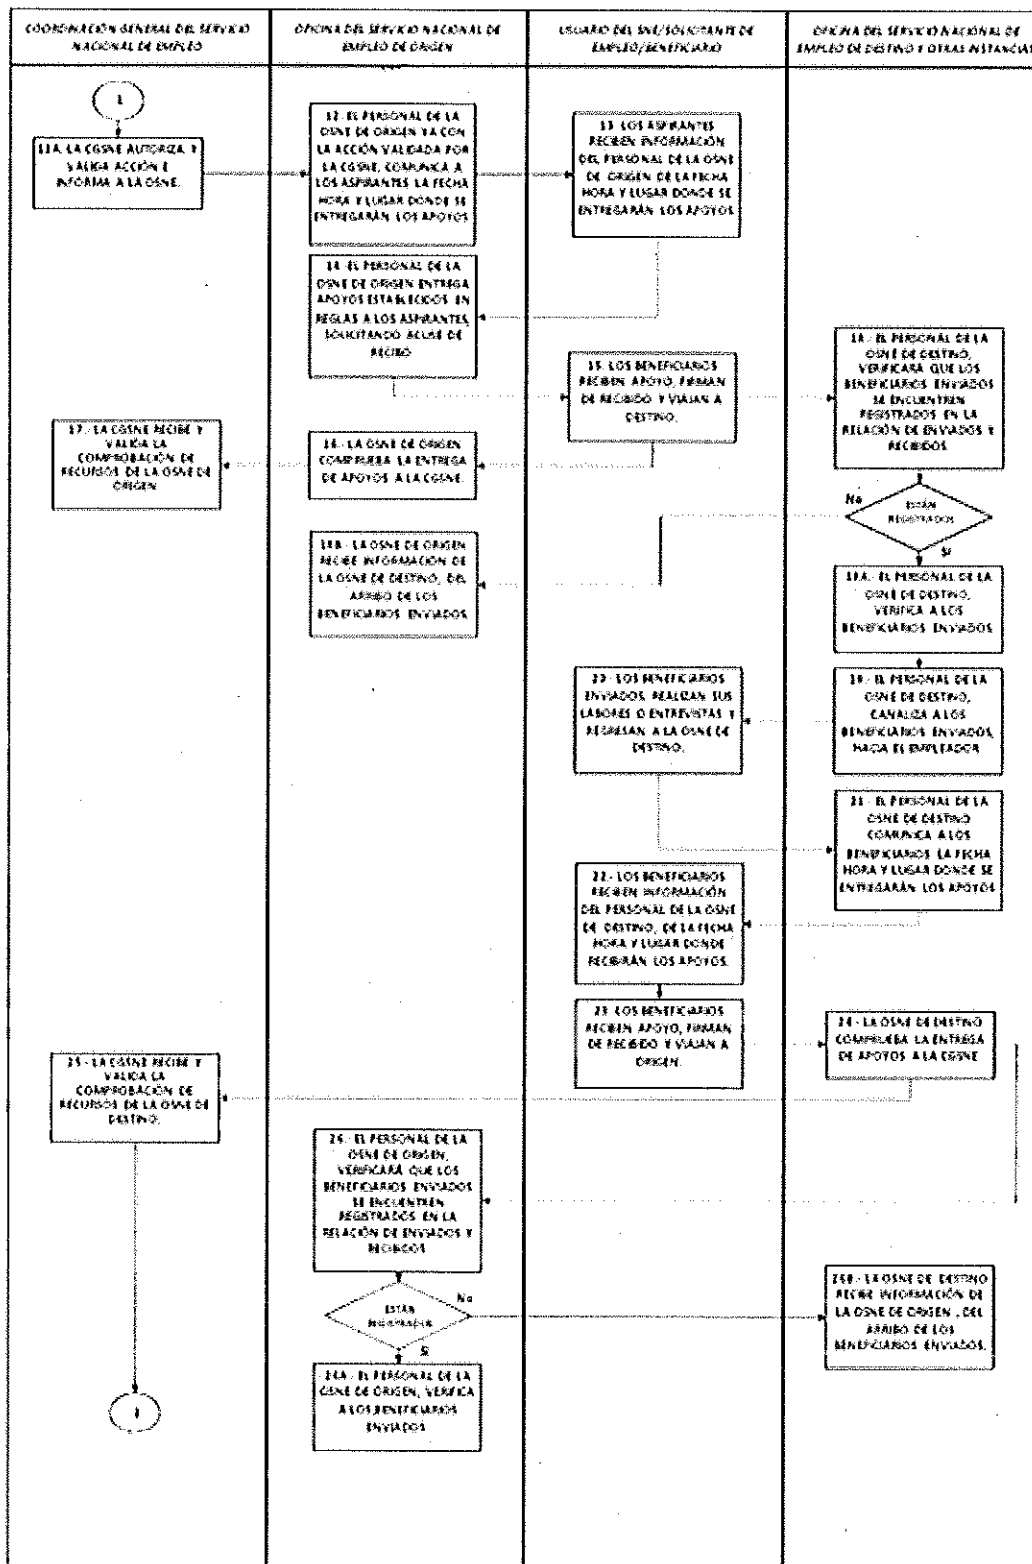 COORDINACIÓN GENERAL DEL SERVICIO
NACIONAL DE EMPLEO
OFICINA DEL SERVICIO NACIONAL DE
EMPLEO DE ORIGEN
USUARIO DEL SNE/SOLICITANTE DE
EMPLEO/BENEFICIARIO
OFICINA DEL SERVICIO NACIONAL DE
EMPLEO DE DESTINO Y OTRAS INSTANCIAS
11A. LA CGSNE AUTORIZA Y
VALIDA ACCIÓN E
INFORMA A LA OSNE.
12. EL PERSONAL DE LA
OSNE DE ORIGEN YA CON
LA ACCIÓN VALIDADA POR
LA CGSNE, COMUNICA A
LOS ASPIRANTES LA FECHA
HORA Y LUGAR DONDE SE
ENTREGARÁN LOS APOYOS
13. LOS ASPIRANTES
RECIBEN INFORMACIÓN
DEL PERSONAL DE LA OSNE
DE ORIGEN DE LA FECHA
HORA Y LUGAR DONDE SE
ENTREGARÁN LOS APOYOS
14. EL PERSONAL DE LA
OSNE DE ORIGEN ENTREGA
APOYOS ESTABLECIDOS EN
REGLAS A LOS ASPIRANTES,
SOLICITANDO ACUSE DE
RECIBO
15. LOS BENEFICIARIOS
RECIBEN APOYO, FIRMAN
DE RECIBIDO Y VIAJAN A
DESTINO.
18. - EL PERSONAL DE LA
OSNE DE DESTINO,
VERIFICARÁ QUE LOS
BENEFICIARIOS ENVIADOS
SE ENCUENTREN
REGISTRADOS EN LA
RELACIÓN DE ENVIADOS Y
RECIBIDOS
16. - LA OSNE DE ORIGEN
COMPRUEBA LA ENTREGA
DE APOYOS A LA CGSNE.
17. - LA CGSNE RECIBE Y
VALIDA LA
COMPROBACIÓN DE
RECURSOS DE LA OSNE DE
ORIGEN
No
ESTÁN
REGISTRADOS
SI
18B. - LA OSNE DE ORIGEN
RECIBE INFORMACIÓN DE
LA OSNE DE DESTINO, DEL
ARRIBO DE LOS
BENEFICIARIOS ENVIADOS
18A. - EL PERSONAL DE LA
OSNE DE DESTINO,
VERIFICA A LOS
BENEFICIARIOS ENVIADOS
19. - EL PERSONAL DE LA
OSNE DE DESTINO,
CANALIZA A LOS
BENEFICIARIOS ENVIADOS,
HACIA EL EMPLEADOR
LOS BENEFICIARIOS
ENVIADOS, REALIZAN SUS
LABORES O ENTREVISTAS Y
REGRESAN A LA OSNE DE
DESTINO.
21. - EL PERSONAL DE LA
OSNE DE DESTINO
COMUNICA A LOS
BENEFICIARIOS LA FECHA
HORA Y LUGAR DONDE SE
ENTREGARÁN LOS APOYOS
22.- LOS BENEFICIARIOS
RECIBEN INFORMACIÓN
DEL PERSONAL DE LA OSNE
DE DESTINO, DE LA FECHA
HORA Y LUGAR DONDE
RECIBIRÁN LOS APOYOS.
23. LOS BENEFICIARIOS
RECIBEN APOYO, FIRMAN
DE RECIBIDO Y VIAJAN A
ORIGEN.
24.- LA OSNE DE DESTINO
COMPRUEBA LA ENTREGA
DE APOYOS A LA CGSNE
25.- LA CGSNE RECIBE Y
VALIDA LA
COMPROBACIÓN DE
RECURSOS DE LA OSNE DE
DESTINO.
26. - EL PERSONAL DE LA
OSNE DE ORIGEN,
VERIFICARÁ QUE LOS
BENEFICIARIOS ENVIADOS
SE ENCUENTREN
REGISTRADOS EN LA
RELACIÓN DE ENVIADOS Y
RECIBIDOS
No
ESTÁN
REGISTRADOS
SI
26B.- LA OSNE DE DESTINO
RECIBE INFORMACIÓN DE
LA OSNE DE ORIGEN, DEL
ARRIBO DE LOS
BENEFICIARIOS ENVIADOS.
26A. - EL PERSONAL DE LA
OSNE DE ORIGEN, VERIFICA
A LOS BENEFICIARIOS
ENVIADOS